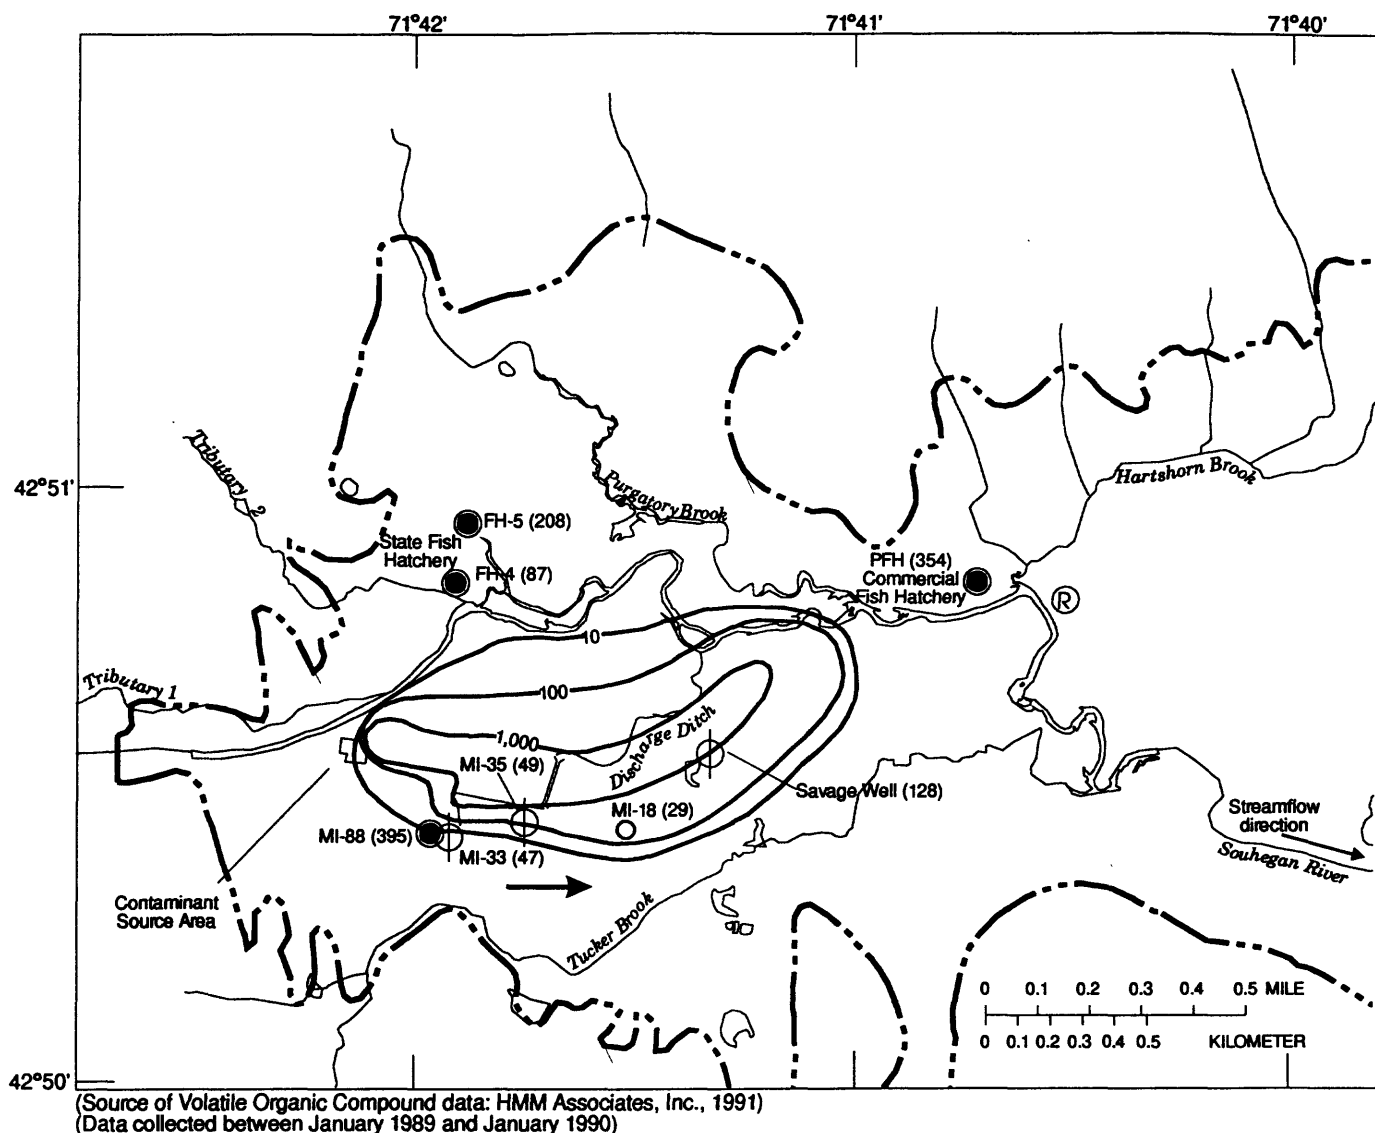 71°42'
71°41'
71°40'
Tributary 2
42°51'
Purgatory Brook
Hartshorn Brook
FH-5 (208)
State Fish
Hatchery
FH-4 (87)
PFH (354)
Commercial
Fish Hatchery
R
10
Tributary 1
100
1,000
Discharge Ditch
MI-35 (49)
Savage Well (128)
MI-18 (29)
MI-88 (395)
MI-33 (47)
Streamflow
direction
Souhegan River
Contaminant
Source Area
Tucker Brook
0 0.1 0.2 0.3 0.4 0.5 MILE
0 0.1 0.2 0.3 0.4 0.5 KILOMETER
42°50'
(Source of Volatile Organic Compound data: HMM Associates, Inc., 1991)
(Data collected between January 1989 and January 1990)